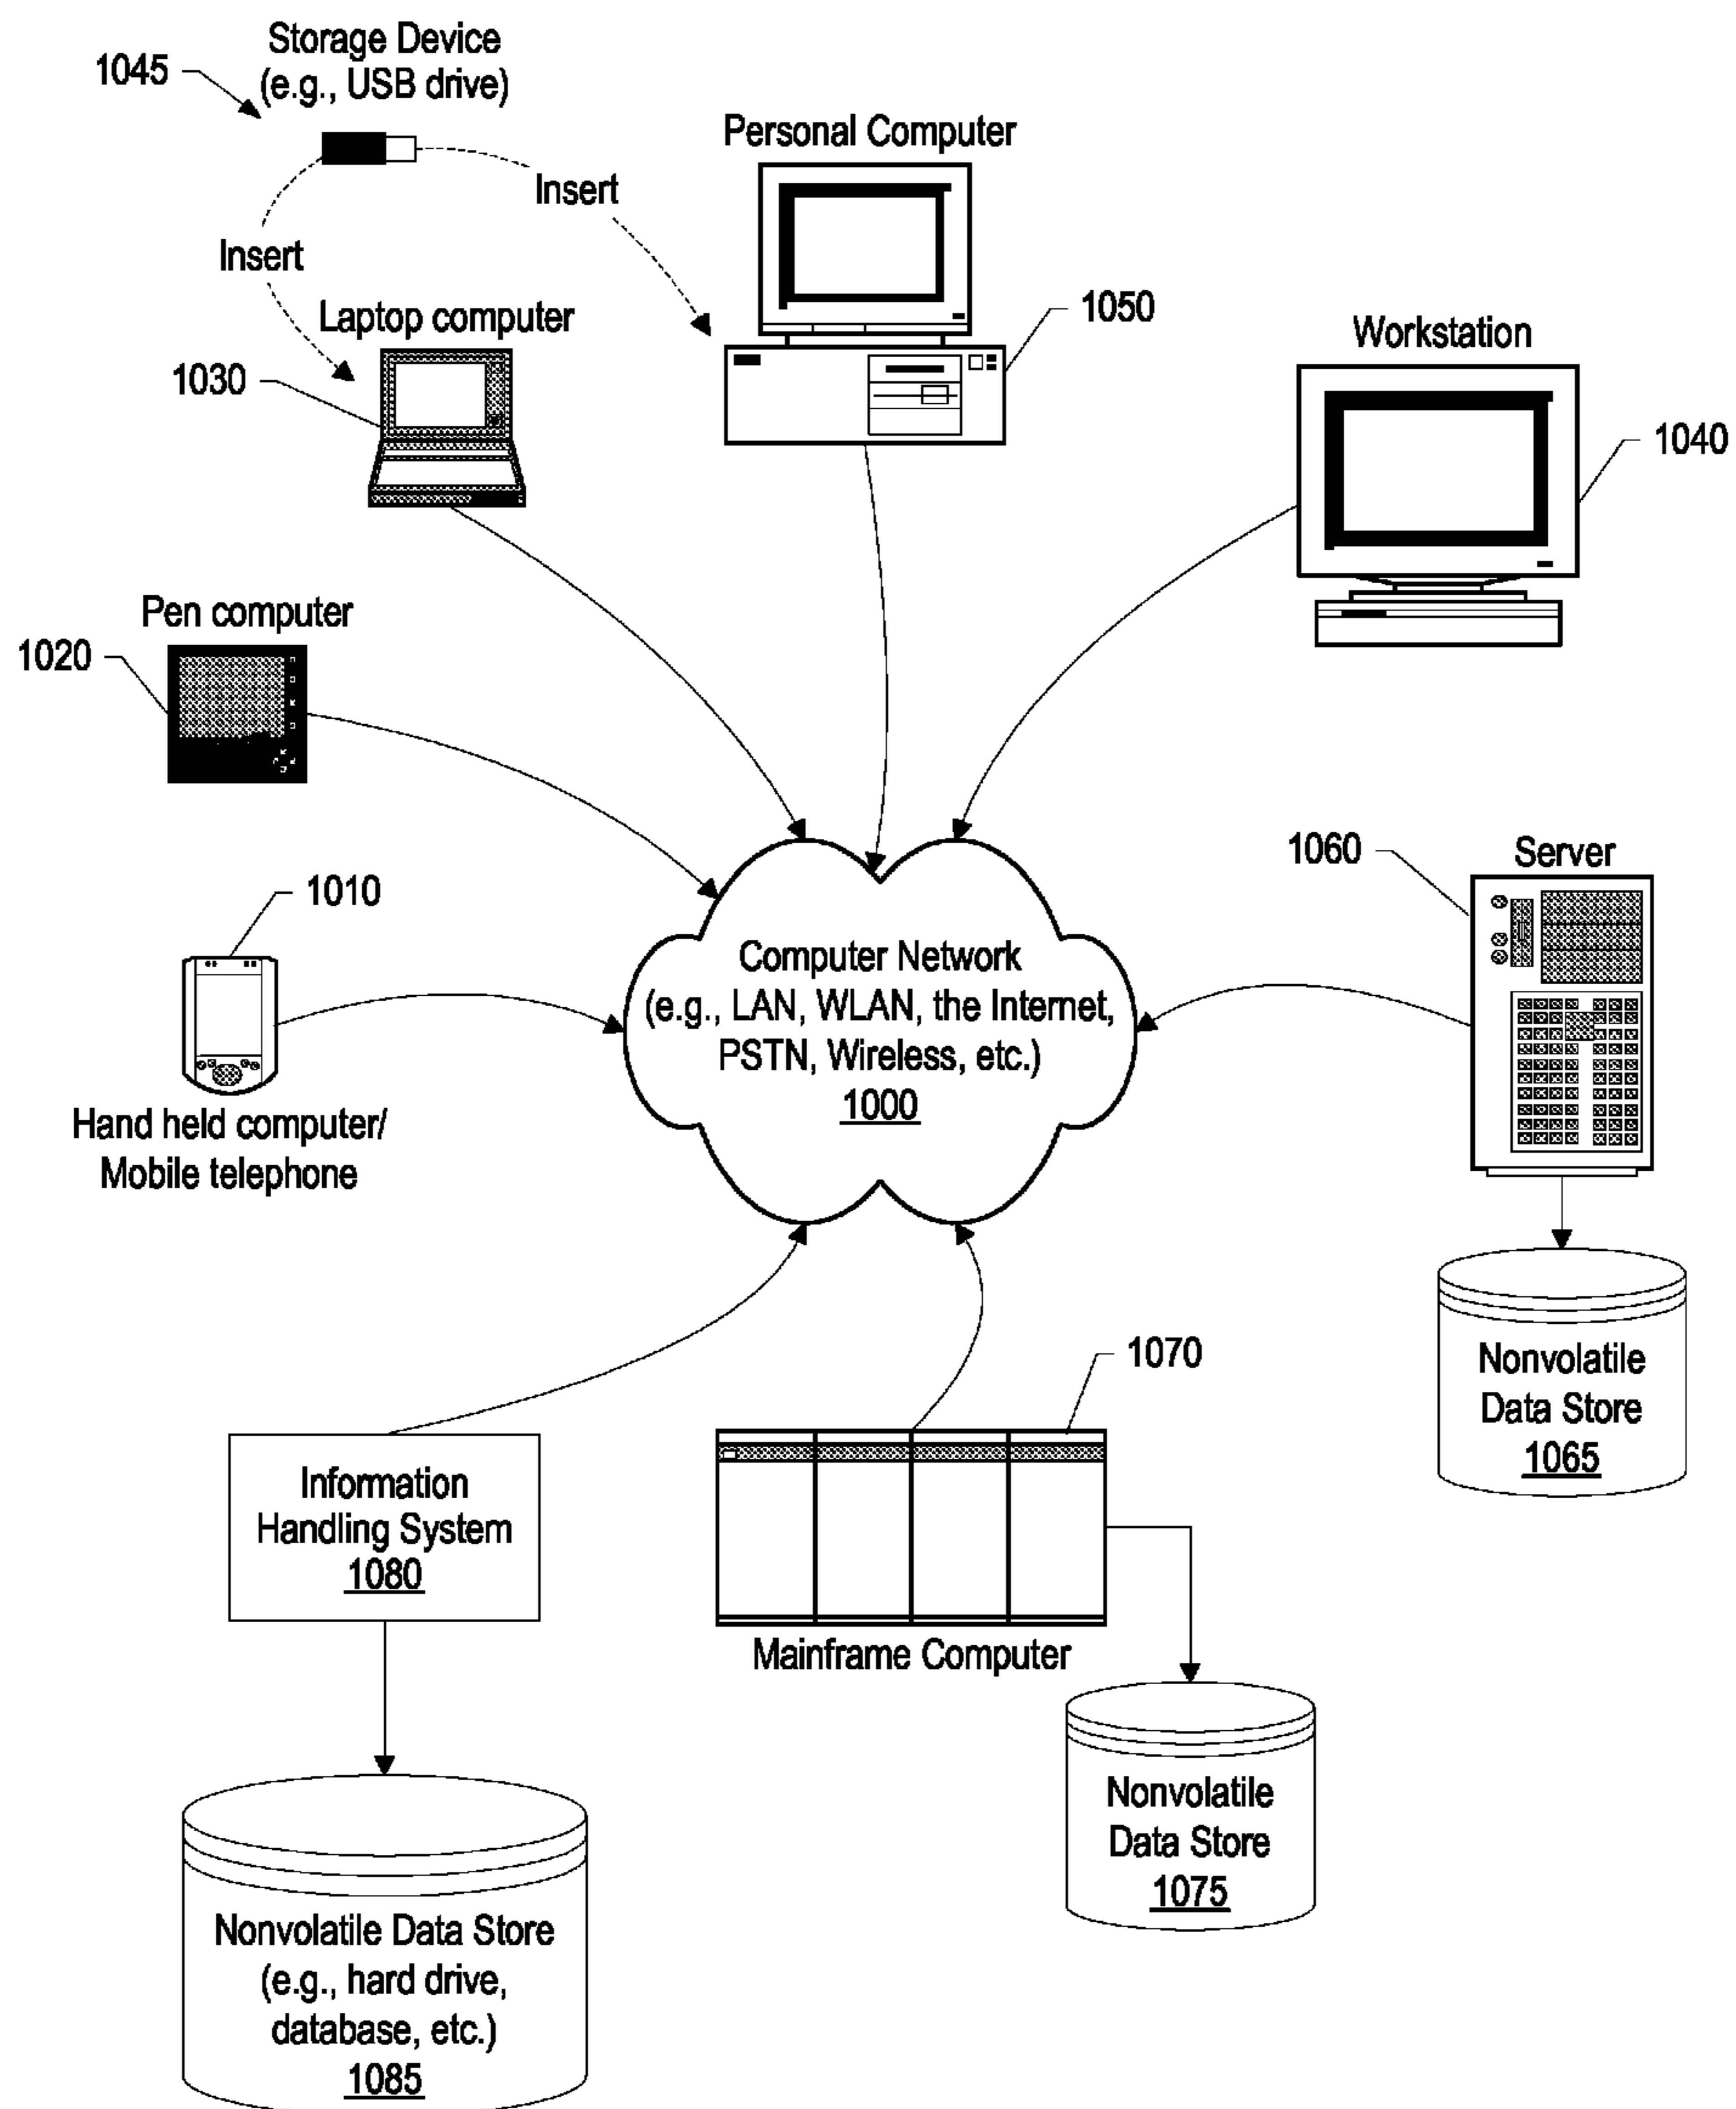 Storage Device
(e.g., USB drive)
1045
Personal Computer
Insert
Insert
Laptop computer
1030
1050
Workstation
1040
Pen computer
1020
1060
Server
1010
Hand held computer/
Mobile telephone
Computer Network
(e.g., LAN, WLAN, the Internet,
PSTN, Wireless, etc.)
1000
Nonvolatile
Data Store
1065
1070
Information
Handling System
1080
Mainframe Computer
Nonvolatile
Data Store
1075
Nonvolatile Data Store
(e.g., hard drive,
database, etc.)
1085